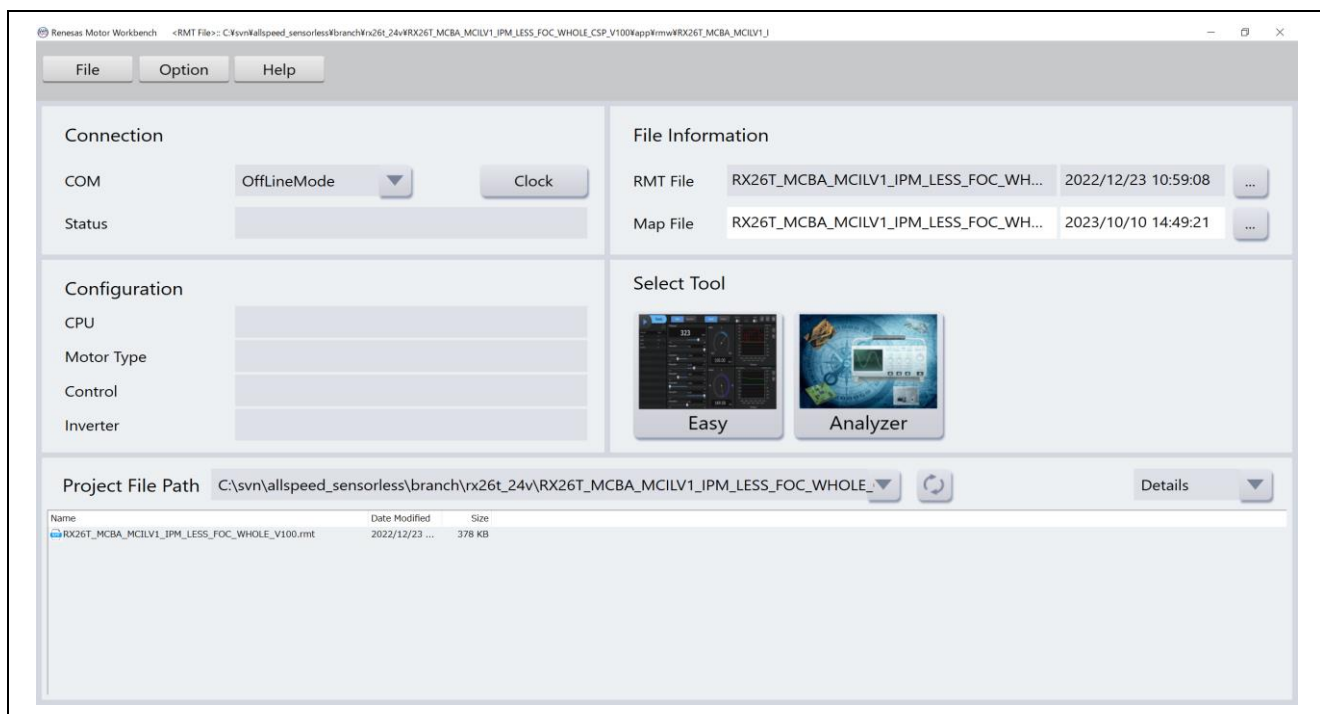 Renesas Motor Workbench <RMT File>:: C:¥svn¥allspeed_sensorless¥branch¥rx26t_24v¥RX26T_MCBA_MCILV1_IPM_LESS_FOC_WHOLE_CSP_V100¥app¥rmw¥RX26T_MCBA_MCILV1_I
File Option Help
Connection
COM OffLineMode Clock
Status
File Information
RMT File RX26T_MCBA_MCILV1_IPM_LESS_FOC_WH... 2022/12/23 10:59:08 ...
Map File RX26T_MCBA_MCILV1_IPM_LESS_FOC_WH... 2023/10/10 14:49:21 ...
Configuration
CPU
Motor Type
Control
Inverter
Select Tool
323
Easy Analyzer
Project File Path C:\svn\allspeed_sensorless\branch\rx26t_24v\RX26T_MCBA_MCILV1_IPM_LESS_FOC_WHOLE_ Details
Name Date Modified Size
RX26T_MCBA_MCILV1_IPM_LESS_FOC_WHOLE_V100.rmt 2022/12/23 ... 378 KB